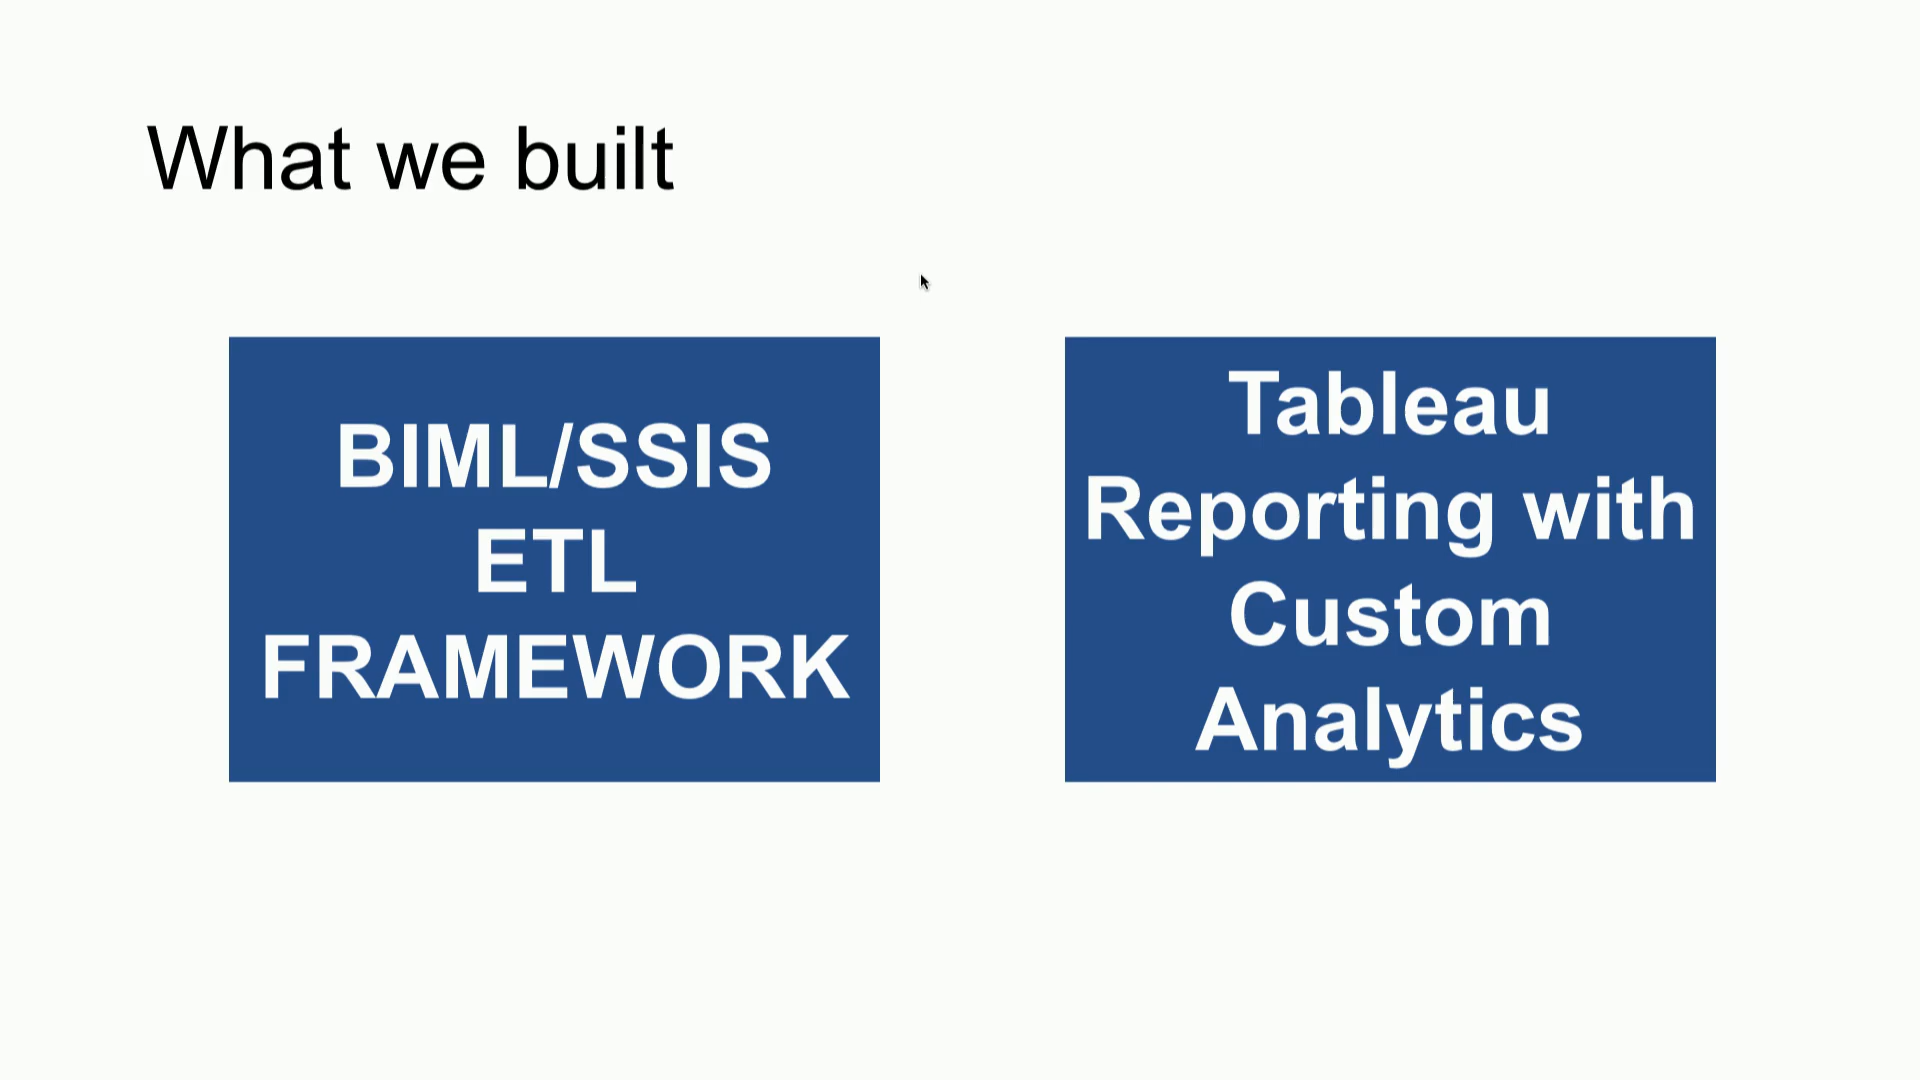 What we built
BIML/SSIS
ETL
FRAMEWORK
Tableau
Reporting with
Custom
Analytics